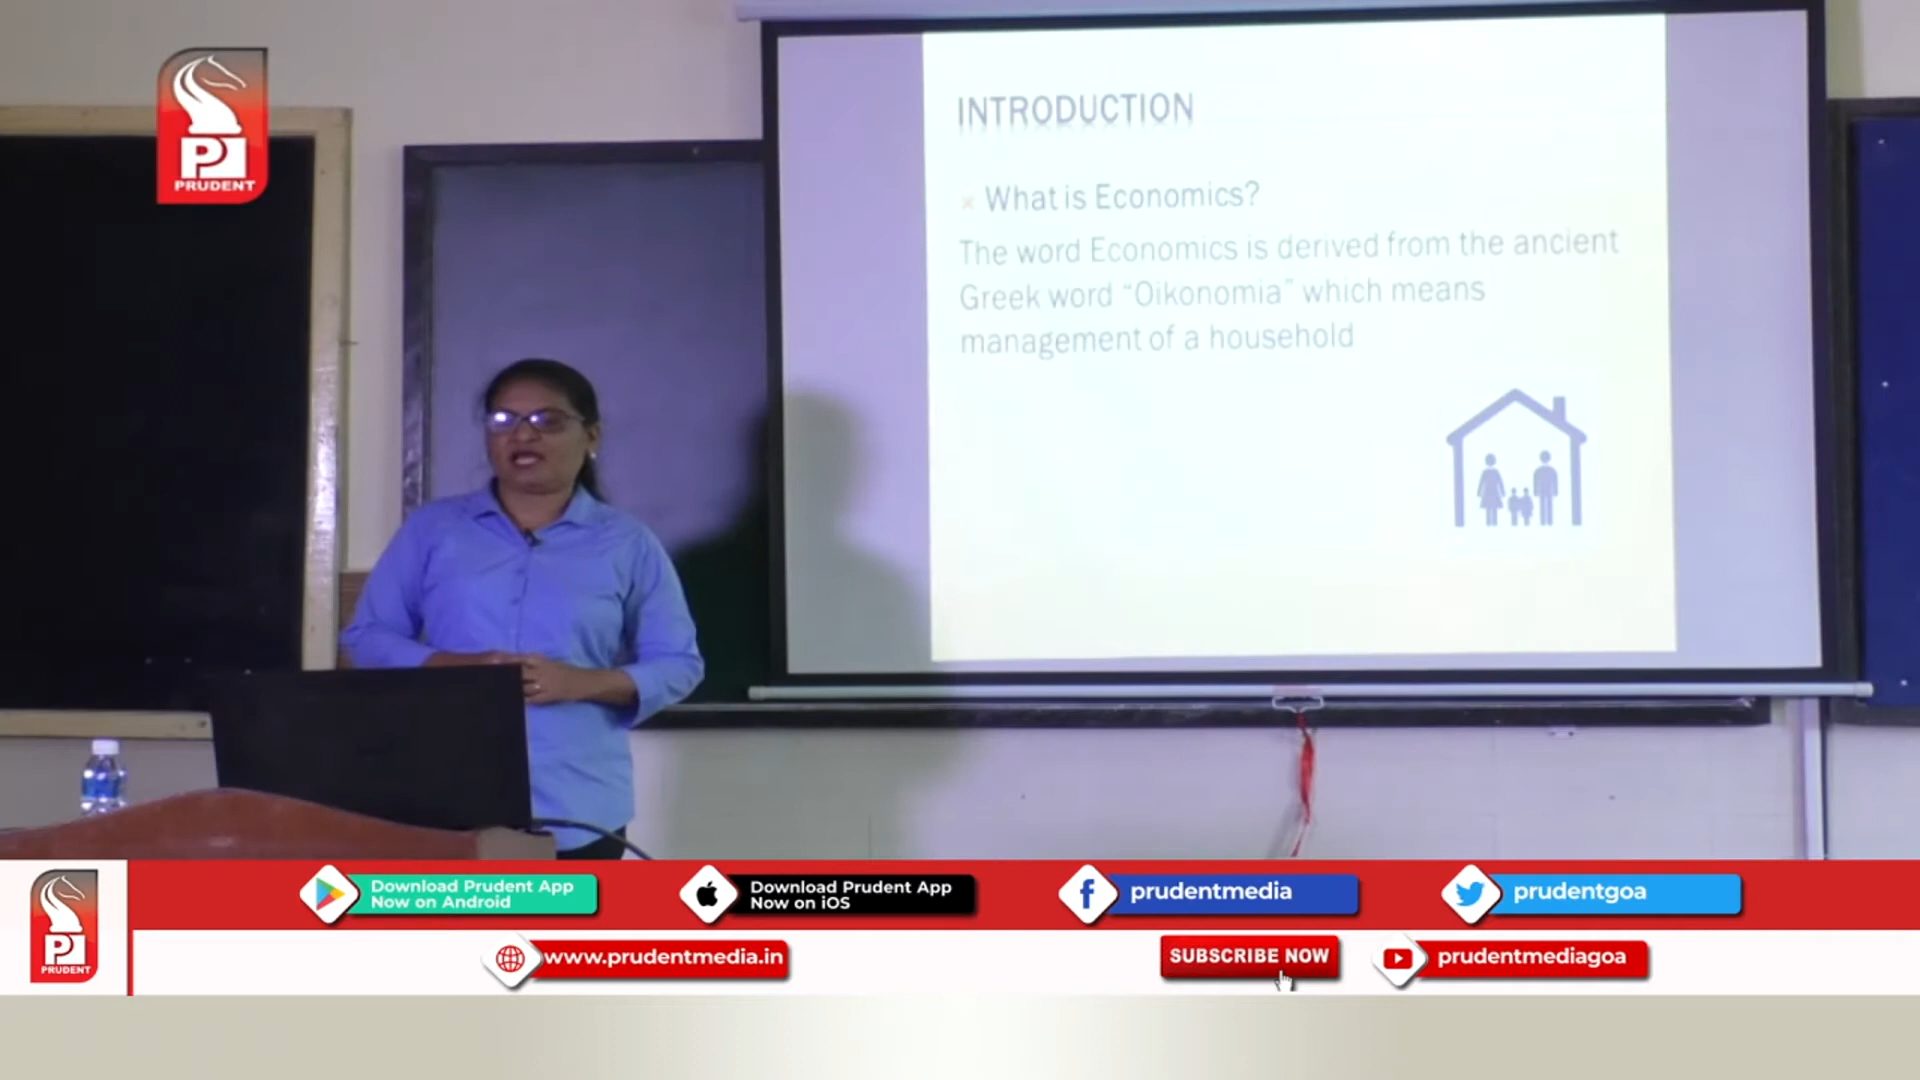 PRUDENT
INTRODUCTION
What is Economics?
The word Economics is derived from the ancient
Greek word “Oikonomia” which means
management of a household
PRUDENT
Download Prudent App
Now on Android
Download Prudent App
Now on iOS
prudentmedia
prudentgoa
www.prudentmedia.in
SUBSCRIBE NOW
prudentmediagoa